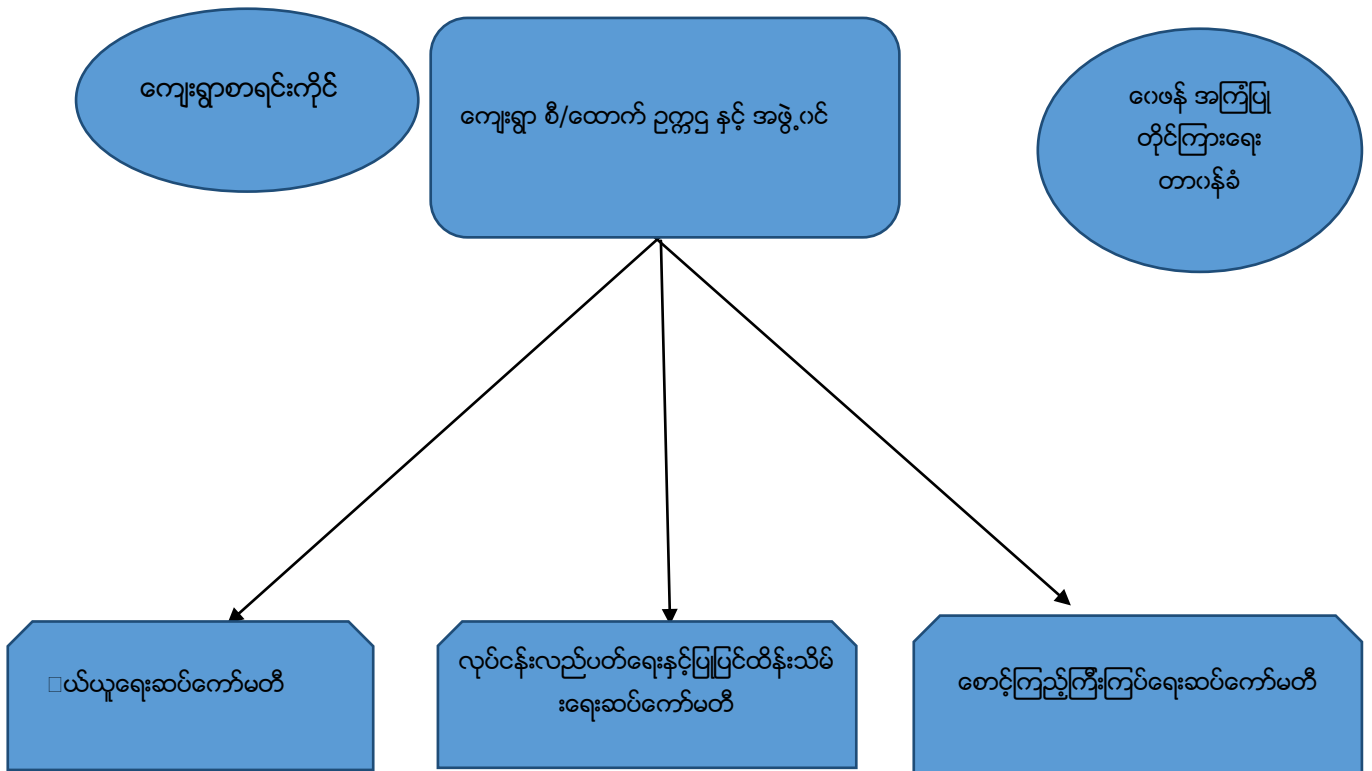 ကျေးရွာစာရင်းကိုင်
ကျေးရွာ စီ/ထောက် ဥက္ကဌ နှင့် အဖွဲ့ဝင်
ဝေဖန် အကြံပြု
တိုင်ကြားရေး
တာဝန်ခံ
□ယ်ယူရေးဆပ်ကော်မတီ
လုပ်ငန်းလည်ပတ်ရေးနှင့်ပြုပြင်ထိန်းသိမ်
းရေးဆပ်ကော်မတီ
စောင့်ကြည့်ကြီးကြပ်ရေးဆပ်ကော်မတီ